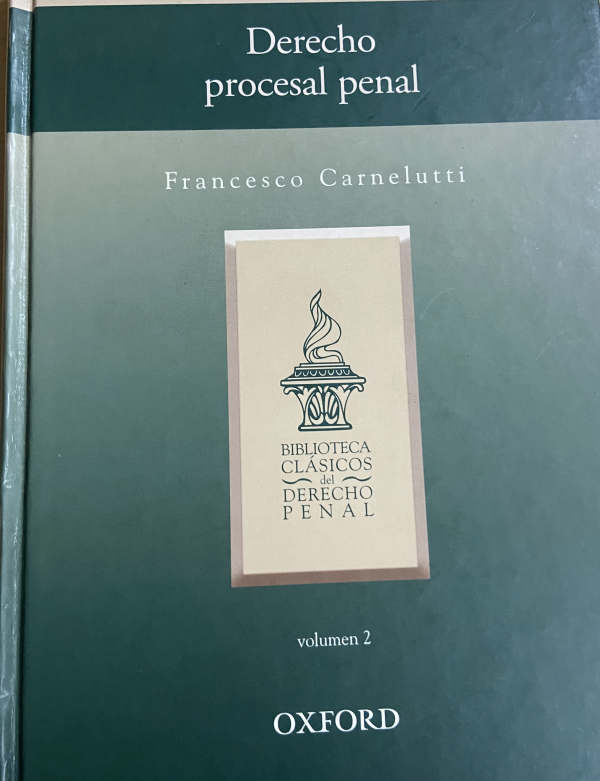 Derecho
procesal penal
Francesco Carnelutti
BIBLIOTECA
CLÁSICOS
del
DERECHO
PENAL
volumen 2
OXFORD